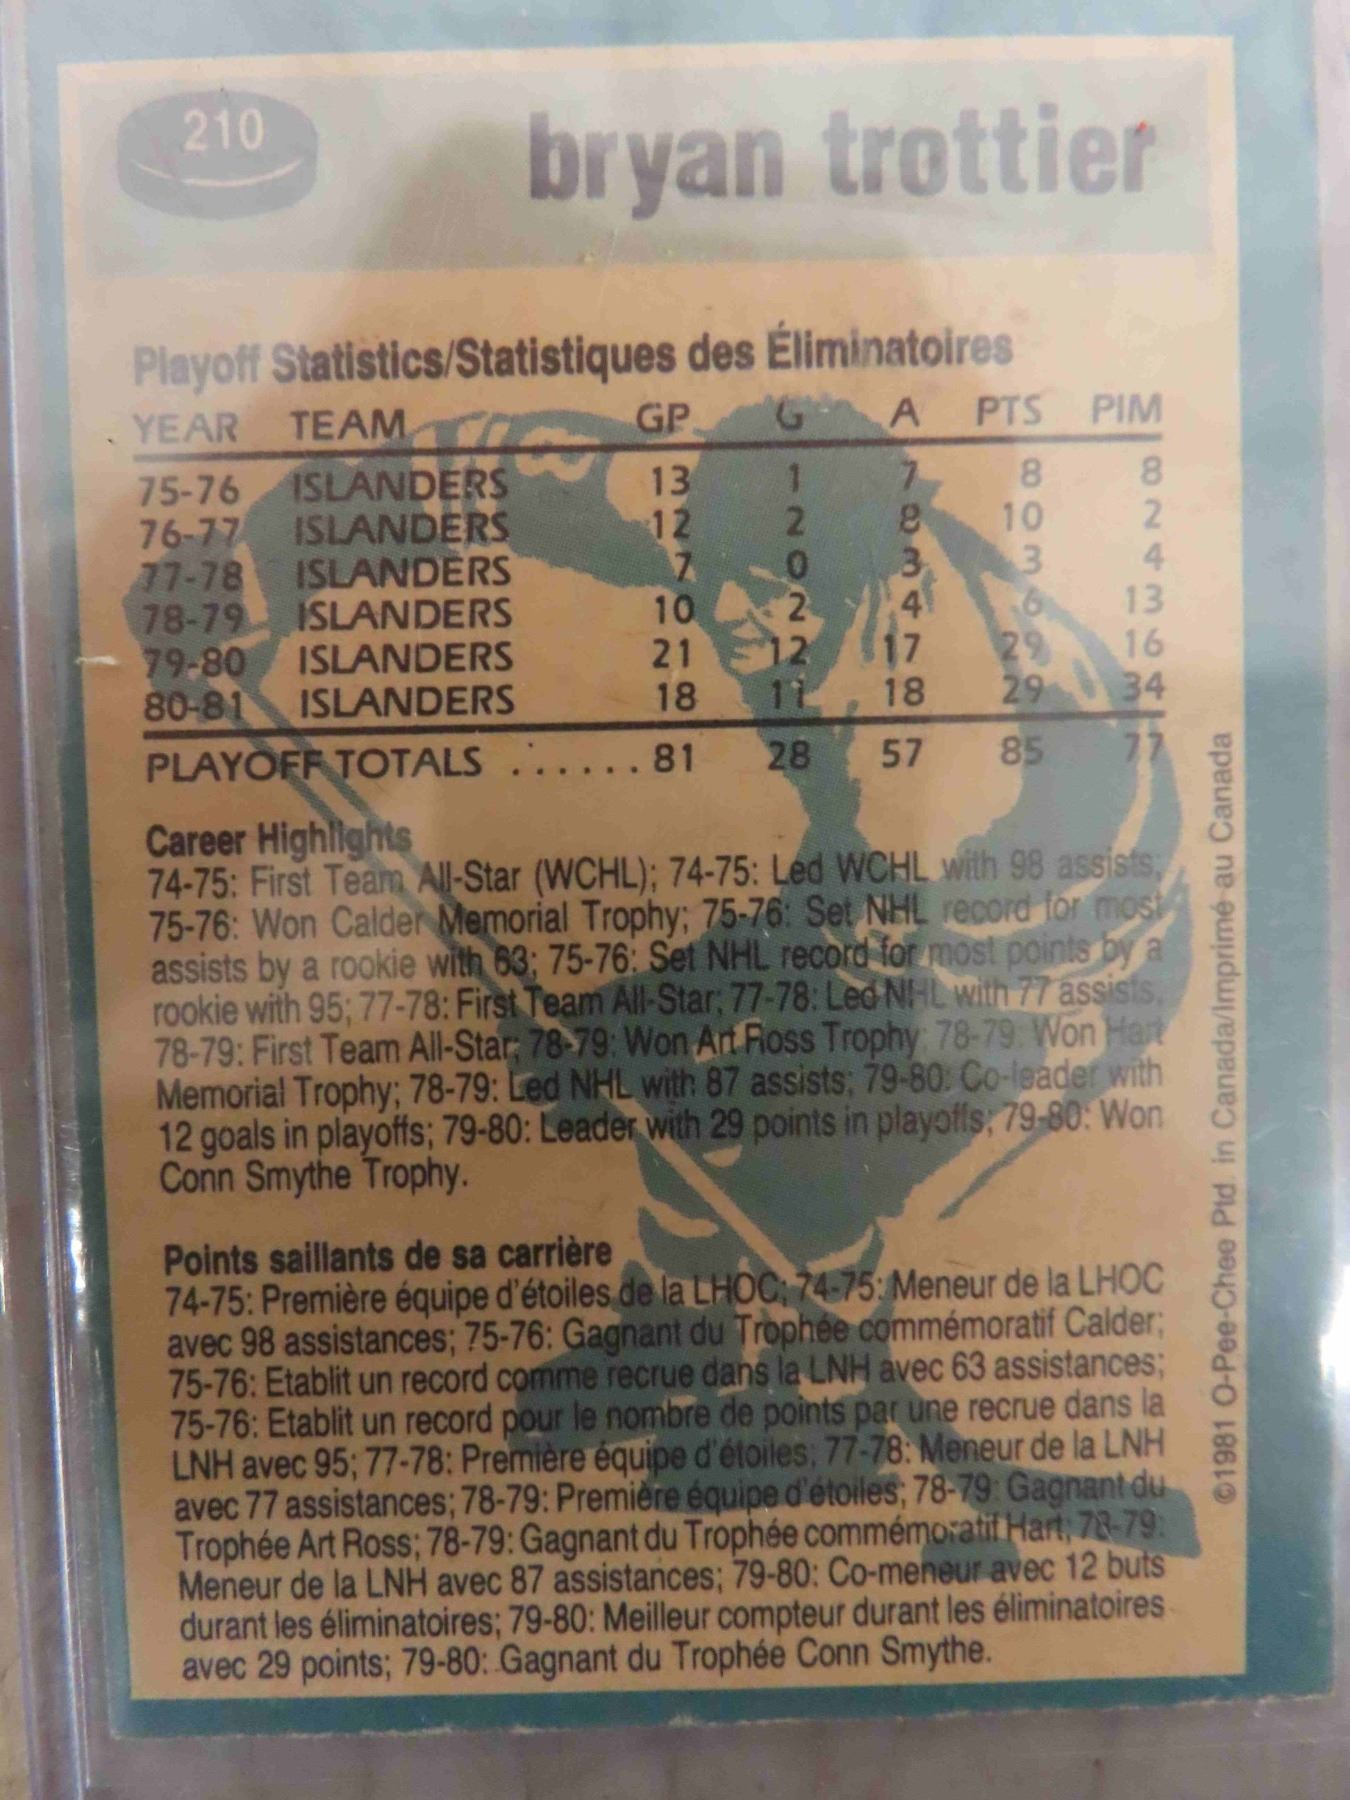 210
bryan trottier
Playoff Statistics/Statistiques des Éliminatoires
YEAR TEAM GP G A PTS PIM
75-76 ISLANDERS 13 1 7 8 8
76-77 ISLANDERS 12 2 8 10 2
77-78 ISLANDERS 7 0 3 3 4
78-79 ISLANDERS 10 2 4 6 13
79-80 ISLANDERS 21 12 17 29 16
80-81 ISLANDERS 18 11 18 29 34
PLAYOFF TOTALS ...... 81 28 57 85 77
Career Highlights
74-75: First Team All-Star (WCHL); 74-75: Led WCHL with 98 assists;
75-76: Won Calder Memorial Trophy; 75-76: Set NHL record for most
assists by a rookie with 63; 75-76: Set NHL record for most points by a
rookie with 95; 77-78: First Team All-Star; 77-78: Led NHL with 77 assists,
78-79: First Team All-Star; 78-79: Won Art Ross Trophy; 78-79: Won Hart
Memorial Trophy; 78-79: Led NHL with 87 assists; 79-80: Co-leader with
12 goals in playoffs; 79-80: Leader with 29 points in playoffs; 79-80: Won
Conn Smythe Trophy.
Points saillants de sa carrière
74-75: Première équipe d'étoiles de la LHOC; 74-75: Meneur de la LHOC
avec 98 assistances; 75-76: Gagnant du Trophée commémoratif Calder;
75-76: Etablit un record comme recrue dans la LNH avec 63 assistances;
75-76: Etablit un record pour le nombre de points par une recrue dans la
LNH avec 95; 77-78: Première équipe d'étoiles; 77-78: Meneur de la LNH
avec 77 assistances; 78-79: Première équipe d'étoiles; 78-79: Gagnant du
Trophée Art Ross; 78-79: Gagnant du Trophée commémoratif Hart; 78-79:
Meneur de la LNH avec 87 assistances; 79-80: Co-meneur avec 12 buts
durant les éliminatoires; 79-80: Meilleur compteur durant les éliminatoires
avec 29 points; 79-80: Gagnant du Trophée Conn Smythe.
©1981 O-Pee-Chee Ptd. in Canada/Imprimé au Canada